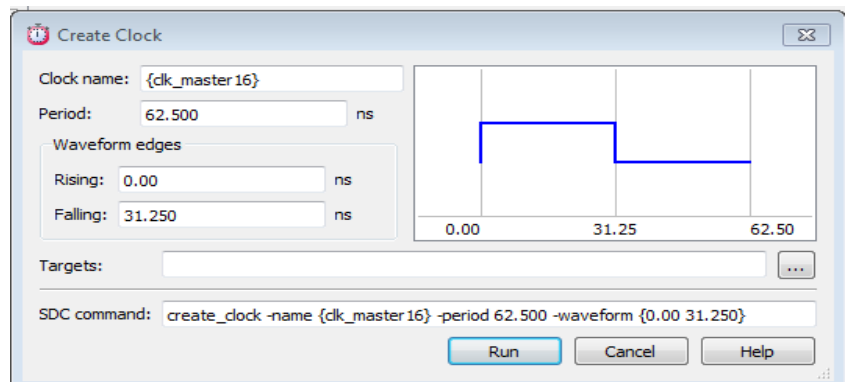 Create Clock
Clock name: {clk_master16}
Period: 62.500 ns
Waveform edges
Rising: 0.00 ns
Falling: 31.250 ns
0.00 31.25 62.50
Targets: ...
SDC command: create_clock -name {clk_master16} -period 62.500 -waveform {0.00 31.250}
Run Cancel Help